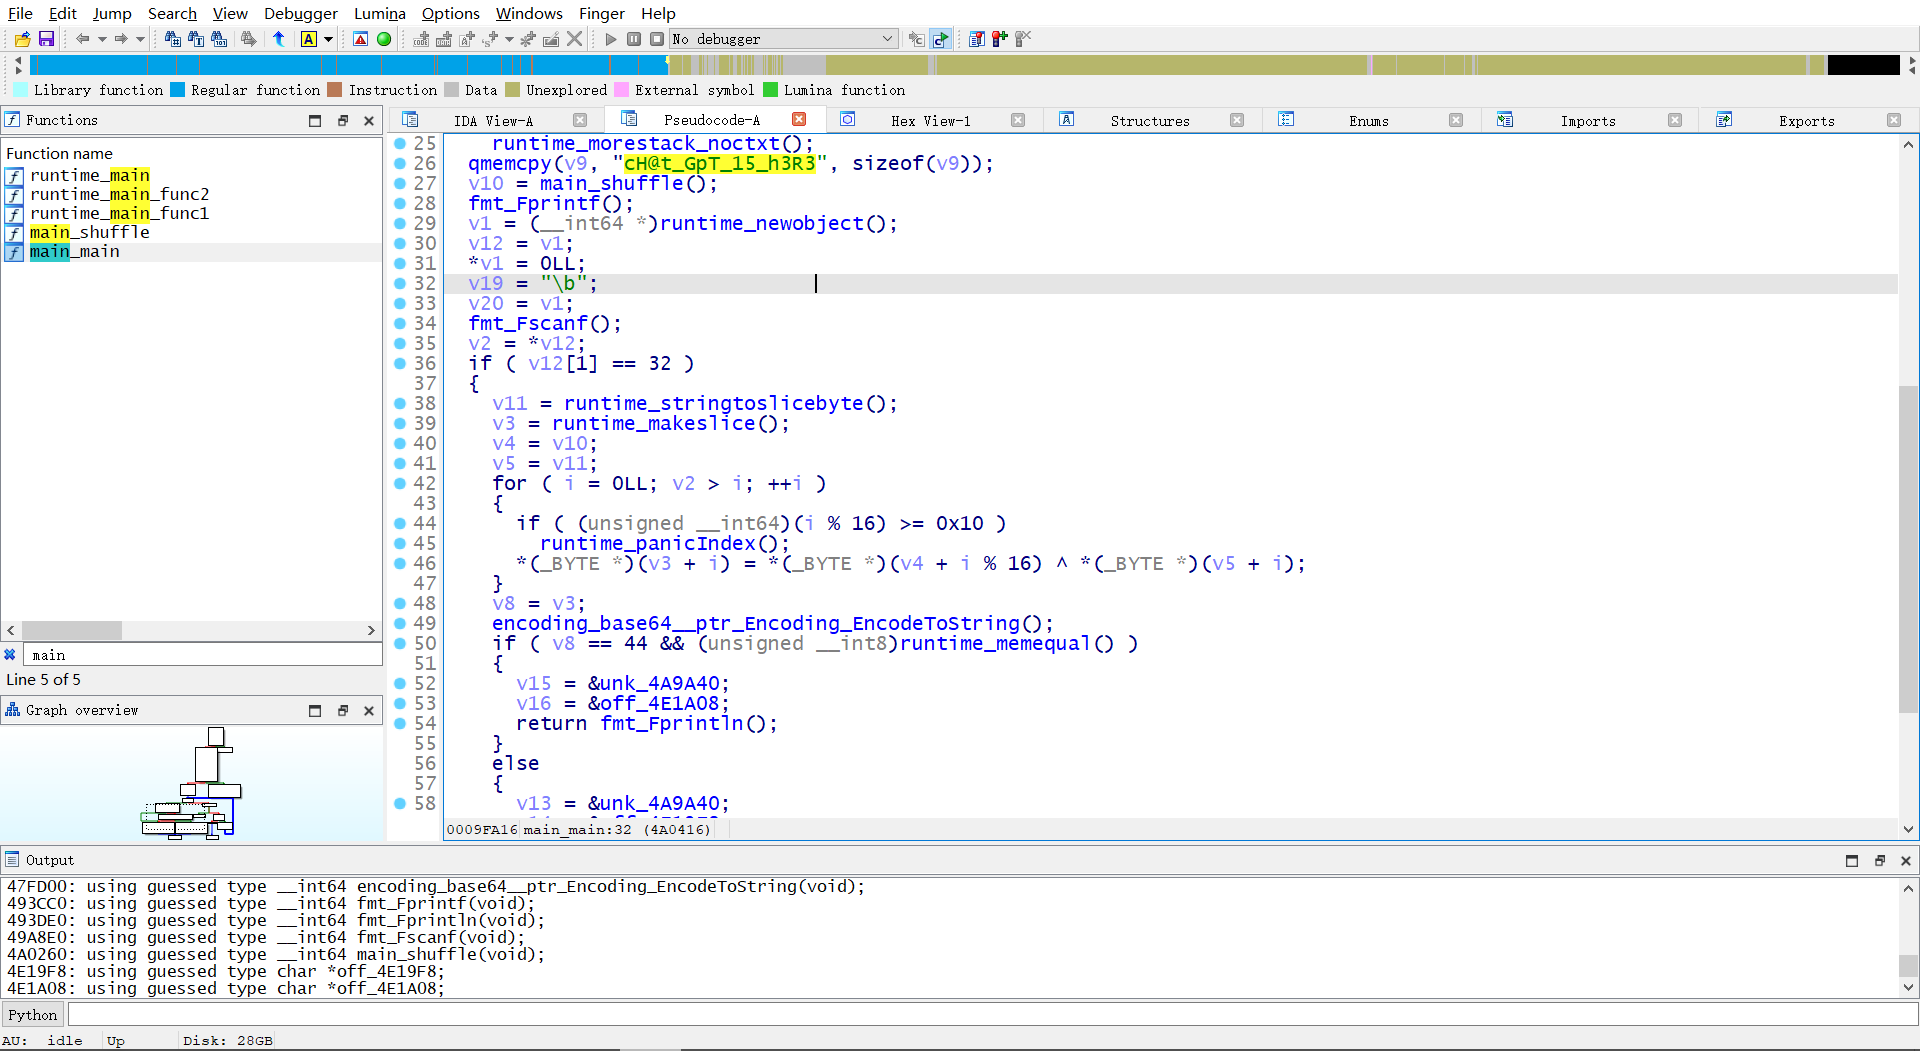 File Edit Jump Search View Debugger Lumina Options Windows Finger Help
No debugger
Library function Regular function Instruction Data Unexplored External symbol Lumina function
Functions
Function name
runtime_main
runtime_main_func2
runtime_main_func1
main_shuffle
main_main
main
Line 5 of 5
Graph overview
IDA View-A Pseudocode-A Hex View-1 Structures Enums Imports Exports
25 runtime_morestack_noctxt();
26 qmemcpy(v9, "cH@t_GpT_15_h3R3", sizeof(v9));
27 v10 = main_shuffle();
28 fmt_Fprintf();
29 v1 = (__int64 *)runtime_newobject();
30 v12 = v1;
31 *v1 = 0LL;
32 v19 = "\b";
33 v20 = v1;
34 fmt_Fscanf();
35 v2 = *v12;
36 if ( v12[1] == 32 )
37 {
38 v11 = runtime_stringtoslicebyte();
39 v3 = runtime_makeslice();
40 v4 = v10;
41 v5 = v11;
42 for ( i = 0LL; v2 > i; ++i )
43 {
44 if ( (unsigned __int64)(i % 16) >= 0x10 )
45 runtime_panicIndex();
46 *(_BYTE *)(v3 + i) = *(_BYTE *)(v4 + i % 16) ^ *(_BYTE *)(v5 + i);
47 }
48 v8 = v3;
49 encoding_base64__ptr_Encoding_EncodeToString();
50 if ( v8 == 44 && (unsigned __int8)runtime_memequal() )
51 {
52 v15 = &unk_4A9A40;
53 v16 = &off_4E1A08;
54 return fmt_Fprintln();
55 }
56 else
57 {
58 v13 = &unk_4A9A40;
0009FA16 main_main:32 (4A0416)
Output
47FD00: using guessed type __int64 encoding_base64__ptr_Encoding_EncodeToString(void);
493CC0: using guessed type __int64 fmt_Fprintf(void);
493DE0: using guessed type __int64 fmt_Fprintln(void);
49A8E0: using guessed type __int64 fmt_Fscanf(void);
4A0260: using guessed type __int64 main_shuffle(void);
4E19F8: using guessed type char *off_4E19F8;
4E1A08: using guessed type char *off_4E1A08;
Python
AU: idle Up Disk: 28GB